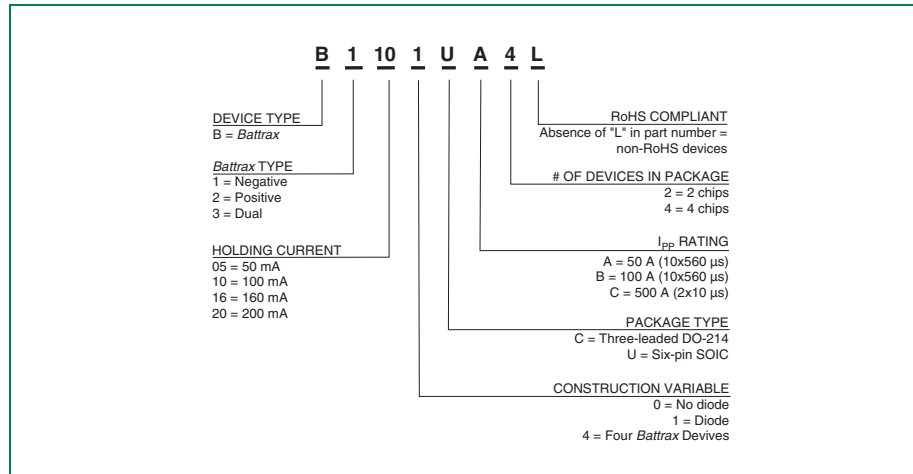 B 1 10 1 U A 4 L
DEVICE TYPE
B = Battrax
Battrax TYPE
1 = Negative
2 = Positive
3 = Dual
HOLDING CURRENT
05 = 50 mA
10 = 100 mA
16 = 160 mA
20 = 200 mA
RoHS COMPLIANT
Absence of "L" in part number =
non-RoHS devices
# OF DEVICES IN PACKAGE
2 = 2 chips
4 = 4 chips
IPP RATING
A = 50 A (10x560 µs)
B = 100 A (10x560 µs)
C = 500 A (2x10 µs)
PACKAGE TYPE
C = Three-leaded DO-214
U = Six-pin SOIC
CONSTRUCTION VARIABLE
0 = No diode
1 = Diode
4 = Four Battrax Devives